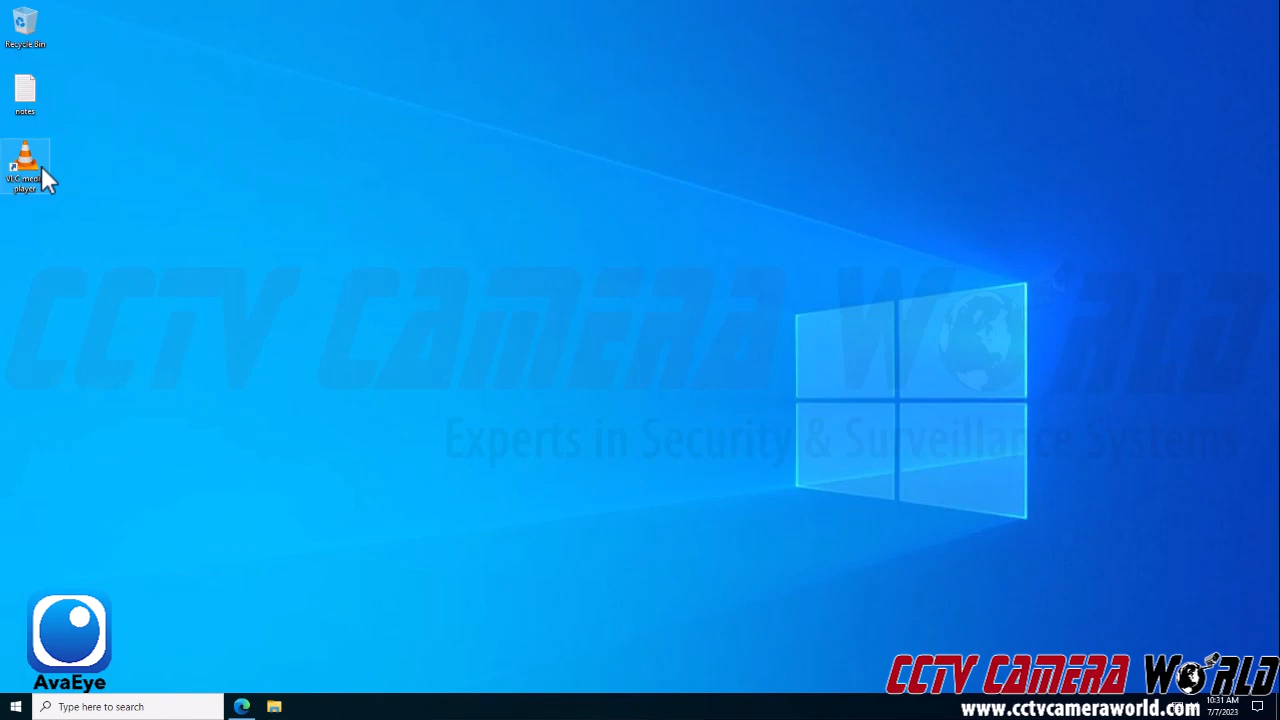 Recycle Bin
notes
VLC medi
player
CCTV CAMERA WORLD
Experts in Security & Surveillance Systems
AvaEye
CCTV CAMERA WORLD
www.cctvcameraworld.com
Type here to search
10:31 AM
7/7/2023